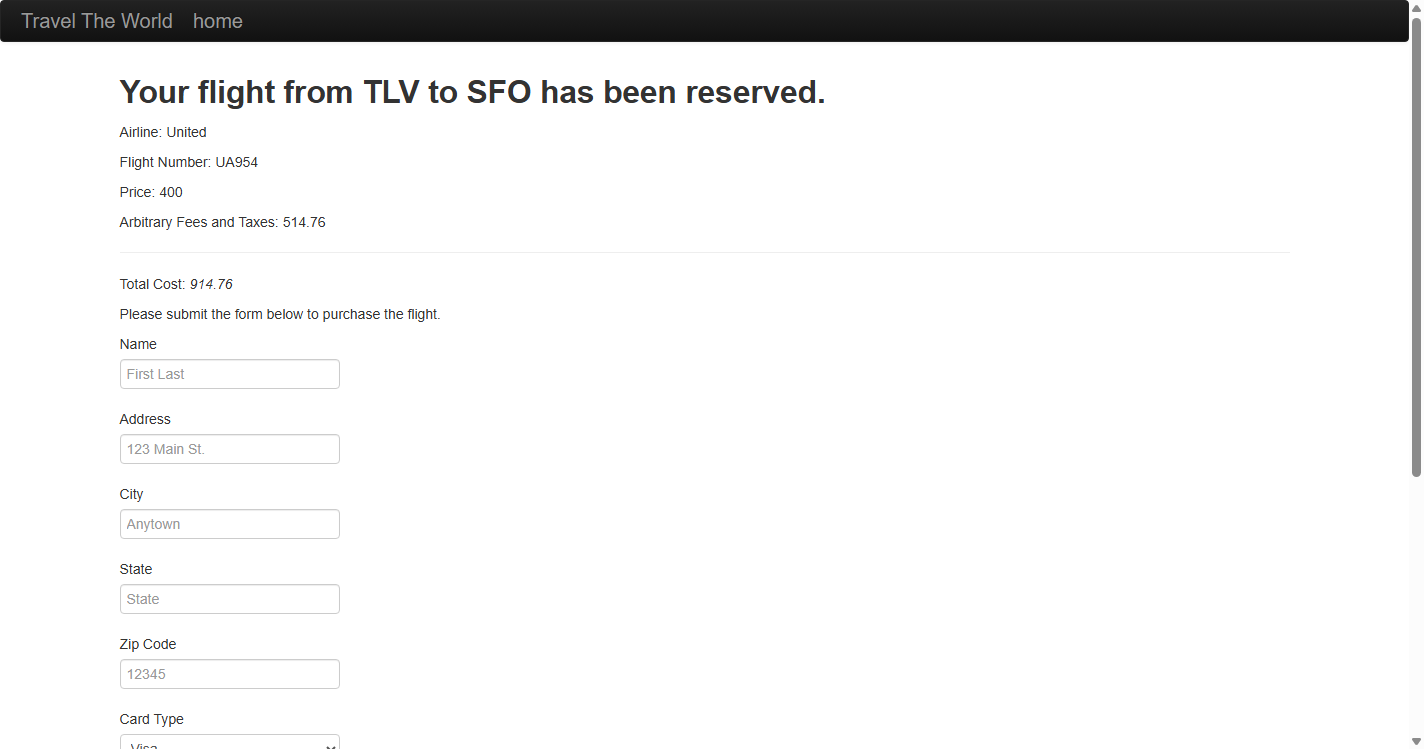 Travel The World home
Your flight from TLV to SFO has been reserved.
Airline: United
Flight Number: UA954
Price: 400
Arbitrary Fees and Taxes: 514.76
Total Cost: 914.76
Please submit the form below to purchase the flight.
Name
First Last
Address
123 Main St.
City
Anytown
State
State
Zip Code
12345
Card Type
Visa